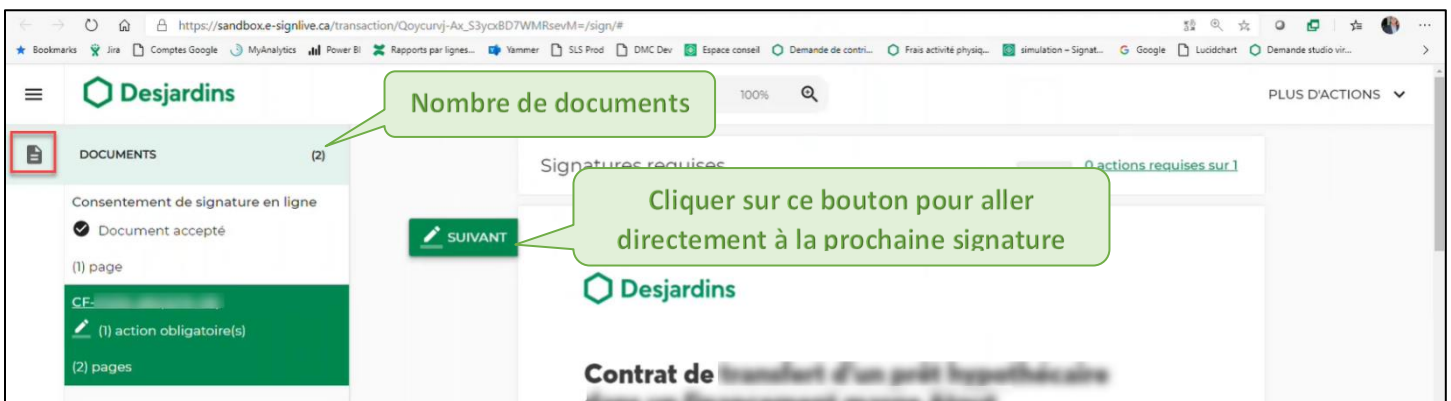 https://sandbox.e-signlive.ca/transaction/Qoycurvj-Ax_S3ycxBD7WMRsevM=/sign/#
Bookmarks Jira Comptes Google MyAnalytics Power BI Rapports par lignes... Yammer SLS Prod DMC Dev Espace conseil Demande de contri... Frais activité physiq... simulation – Signat... Google Lucidchart Demande studio vir...
Desjardins
Nombre de documents
100%
PLUS D'ACTIONS
DOCUMENTS (2)
Signatures requises
0 actions requises sur 1
Consentement de signature en ligne
Document accepté
(1) page
SUIVANT
Cliquer sur ce bouton pour aller
directement à la prochaine signature
CF-
(1) action obligatoire(s)
(2) pages
Desjardins
Contrat de